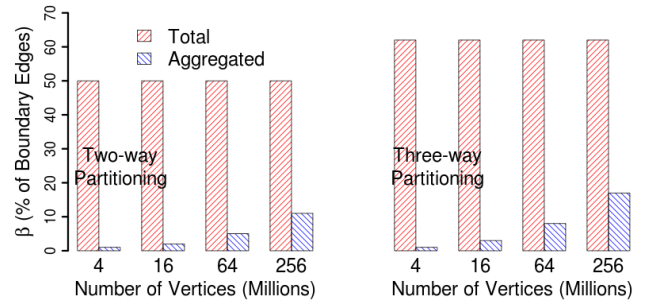 β (% of Boundary Edges)
70
60
50
40
30
20
10
0
Total
Aggregated
Two-way
Partitioning
4 16 64 256
Number of Vertices (Millions)
Three-way
Partitioning
4 16 64 256
Number of Vertices (Millions)